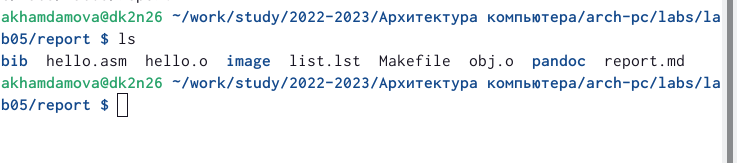 akhamdamova@dk2n26 ~/work/study/2022-2023/Архитектура компьютера/arch-pc/labs/la
b05/report $ ls
bib  hello.asm  hello.o  image  list.lst  Makefile  obj.o  pandoc  report.md
akhamdamova@dk2n26 ~/work/study/2022-2023/Архитектура компьютера/arch-pc/labs/la
b05/report $